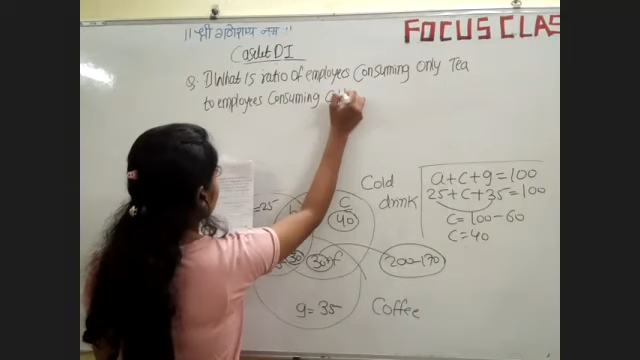 ।। श्री गणेशाय नमः ।।
FOCUS CLAS
Caselet DI
Q. 1) What is ratio of employees Consuming only Tea
to employees Consuming
Cold
drink
a+c+g=100
25+c+35=100
c=100-60
c=40
=25
b
C
40
30
30
f
200-170
g=35
Coffee